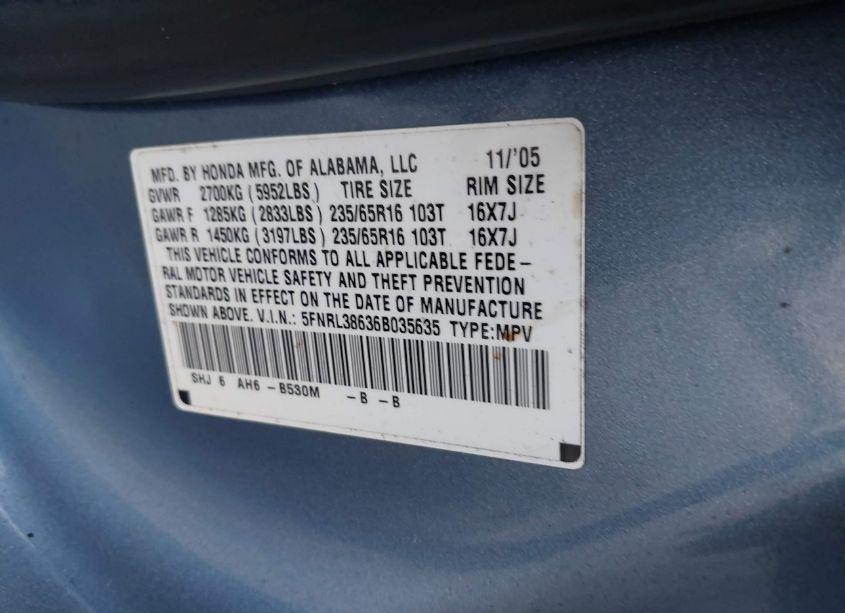 MFD. BY HONDA MFG. OF ALABAMA, LLC 11/'05
GVWR 2700KG (5952LBS) TIRE SIZE RIM SIZE
GAWR F 1285KG (2833LBS) 235/65R16 103T 16X7J
GAWR R 1450KG (3197LBS) 235/65R16 103T 16X7J
THIS VEHICLE CONFORMS TO ALL APPLICABLE FEDE-
RAL MOTOR VEHICLE SAFETY AND THEFT PREVENTION
STANDARDS IN EFFECT ON THE DATE OF MANUFACTURE
SHOWN ABOVE. V.I.N.: 5FNRL38636B035635 TYPE:MPV
SHJ 6 AH6 -B530M -B -B